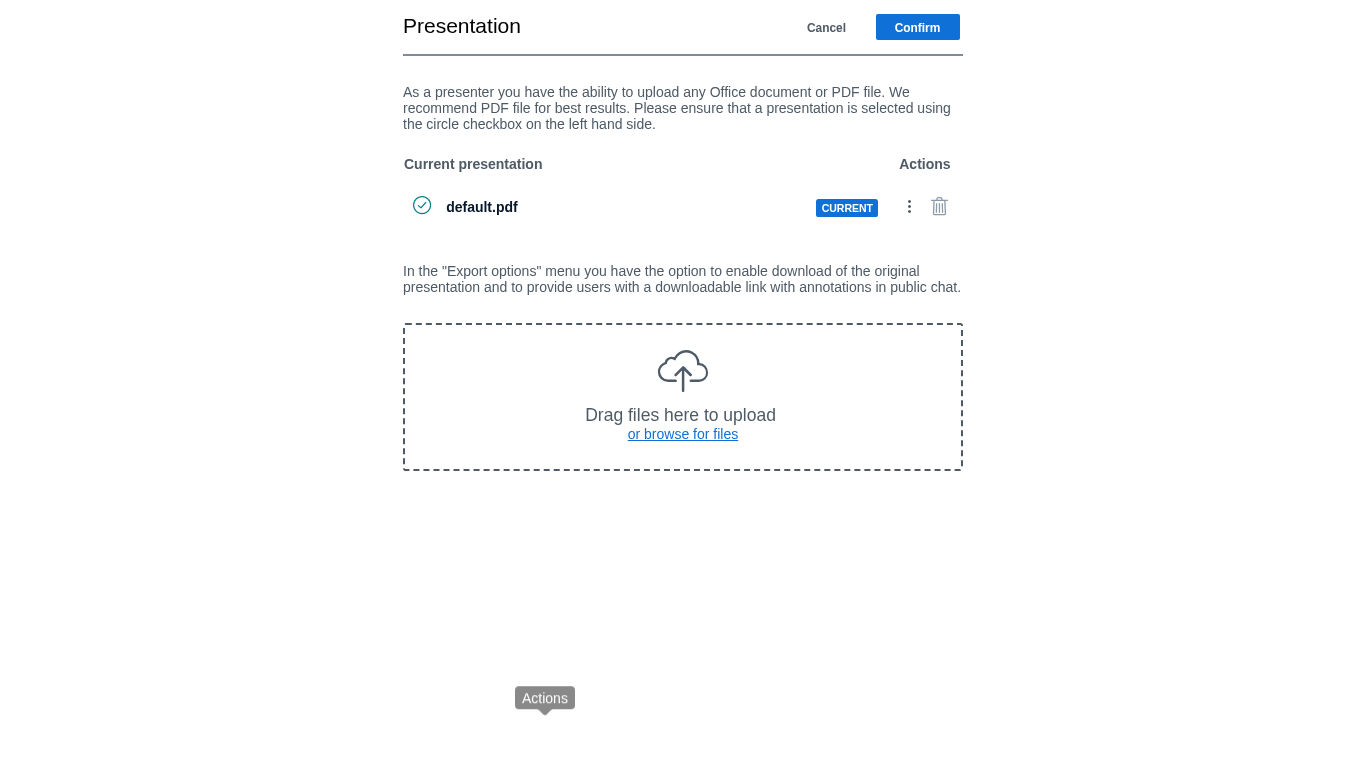 Presentation
Cancel
Confirm
As a presenter you have the ability to upload any Office document or PDF file. We
recommend PDF file for best results. Please ensure that a presentation is selected using
the circle checkbox on the left hand side.
Current presentation
Actions
default.pdf
CURRENT
In the "Export options" menu you have the option to enable download of the original
presentation and to provide users with a downloadable link with annotations in public chat.
Drag files here to upload
or browse for files
Actions